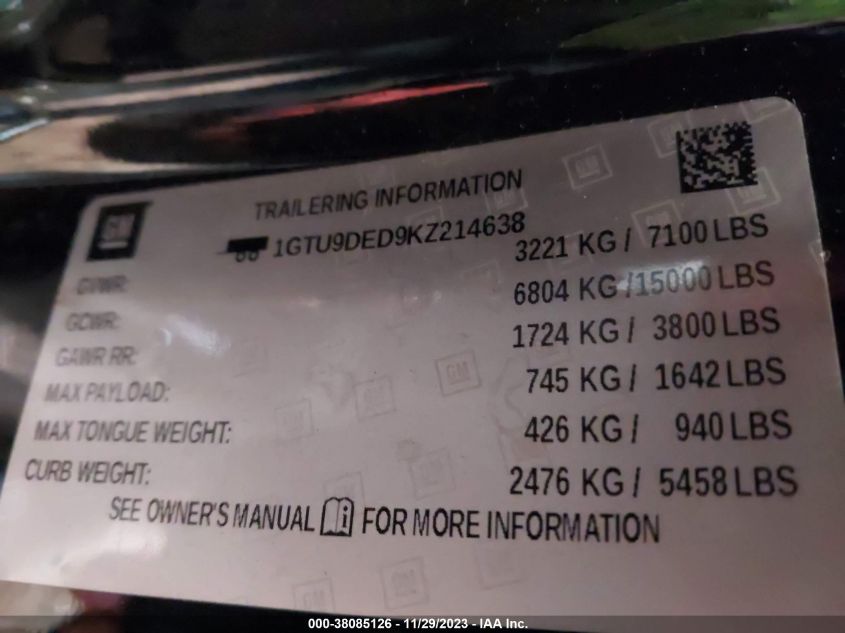 GM
TRAILERING INFORMATION
1GTU9DED9KZ214638
GVWR: 3221 KG / 7100 LBS
GCWR: 6804 KG / 15000 LBS
GAWR RR: 1724 KG / 3800 LBS
MAX PAYLOAD: 745 KG / 1642 LBS
MAX TONGUE WEIGHT: 426 KG / 940 LBS
CURB WEIGHT: 2476 KG / 5458 LBS
SEE OWNER'S MANUAL i FOR MORE INFORMATION
000-38085126 - 11/29/2023 - IAA Inc.